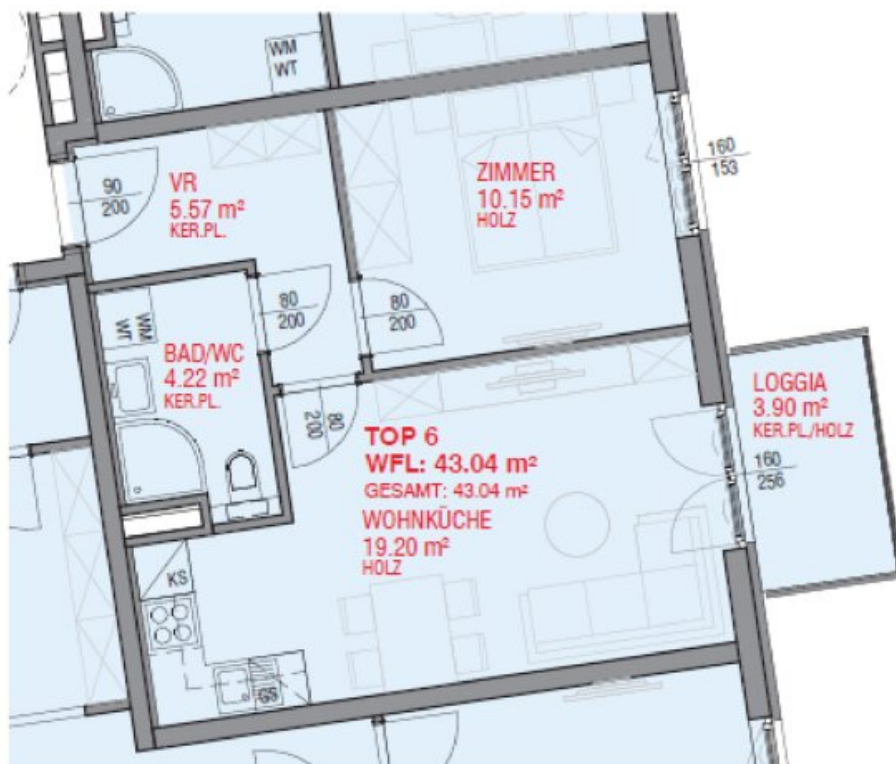 WM
WT
90
200
VR
5.57 m²
KER.PL.
ZIMMER
10.15 m²
HOLZ
160
153
80
200
80
200
WT
WM
BAD/WC
4.22 m²
KER.PL.
80
200
TOP 6
WFL: 43.04 m²
GESAMT: 43.04 m²
WOHNKÜCHE
19.20 m²
HOLZ
LOGGIA
3.90 m²
KER.PL./HOLZ
160
256
KS
GS